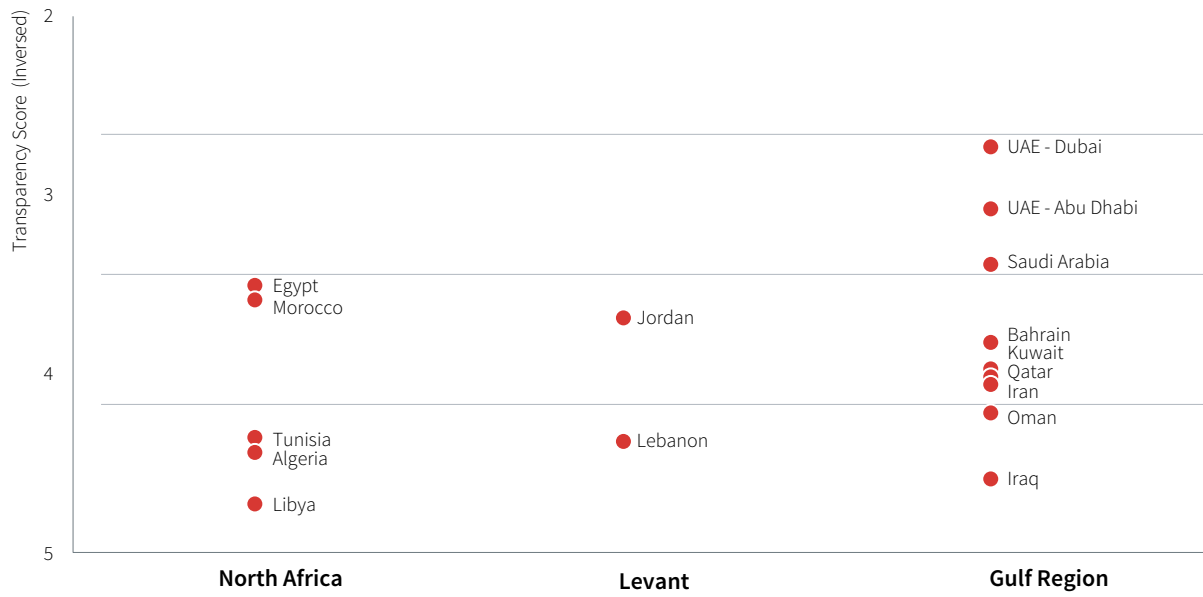 Transparency Score (Inversed)
2
3
4
5
Egypt
Morocco
Tunisia
Algeria
Libya
Jordan
Lebanon
UAE - Dubai
UAE - Abu Dhabi
Saudi Arabia
Bahrain
Kuwait
Qatar
Iran
Oman
Iraq
North Africa
Levant
Gulf Region